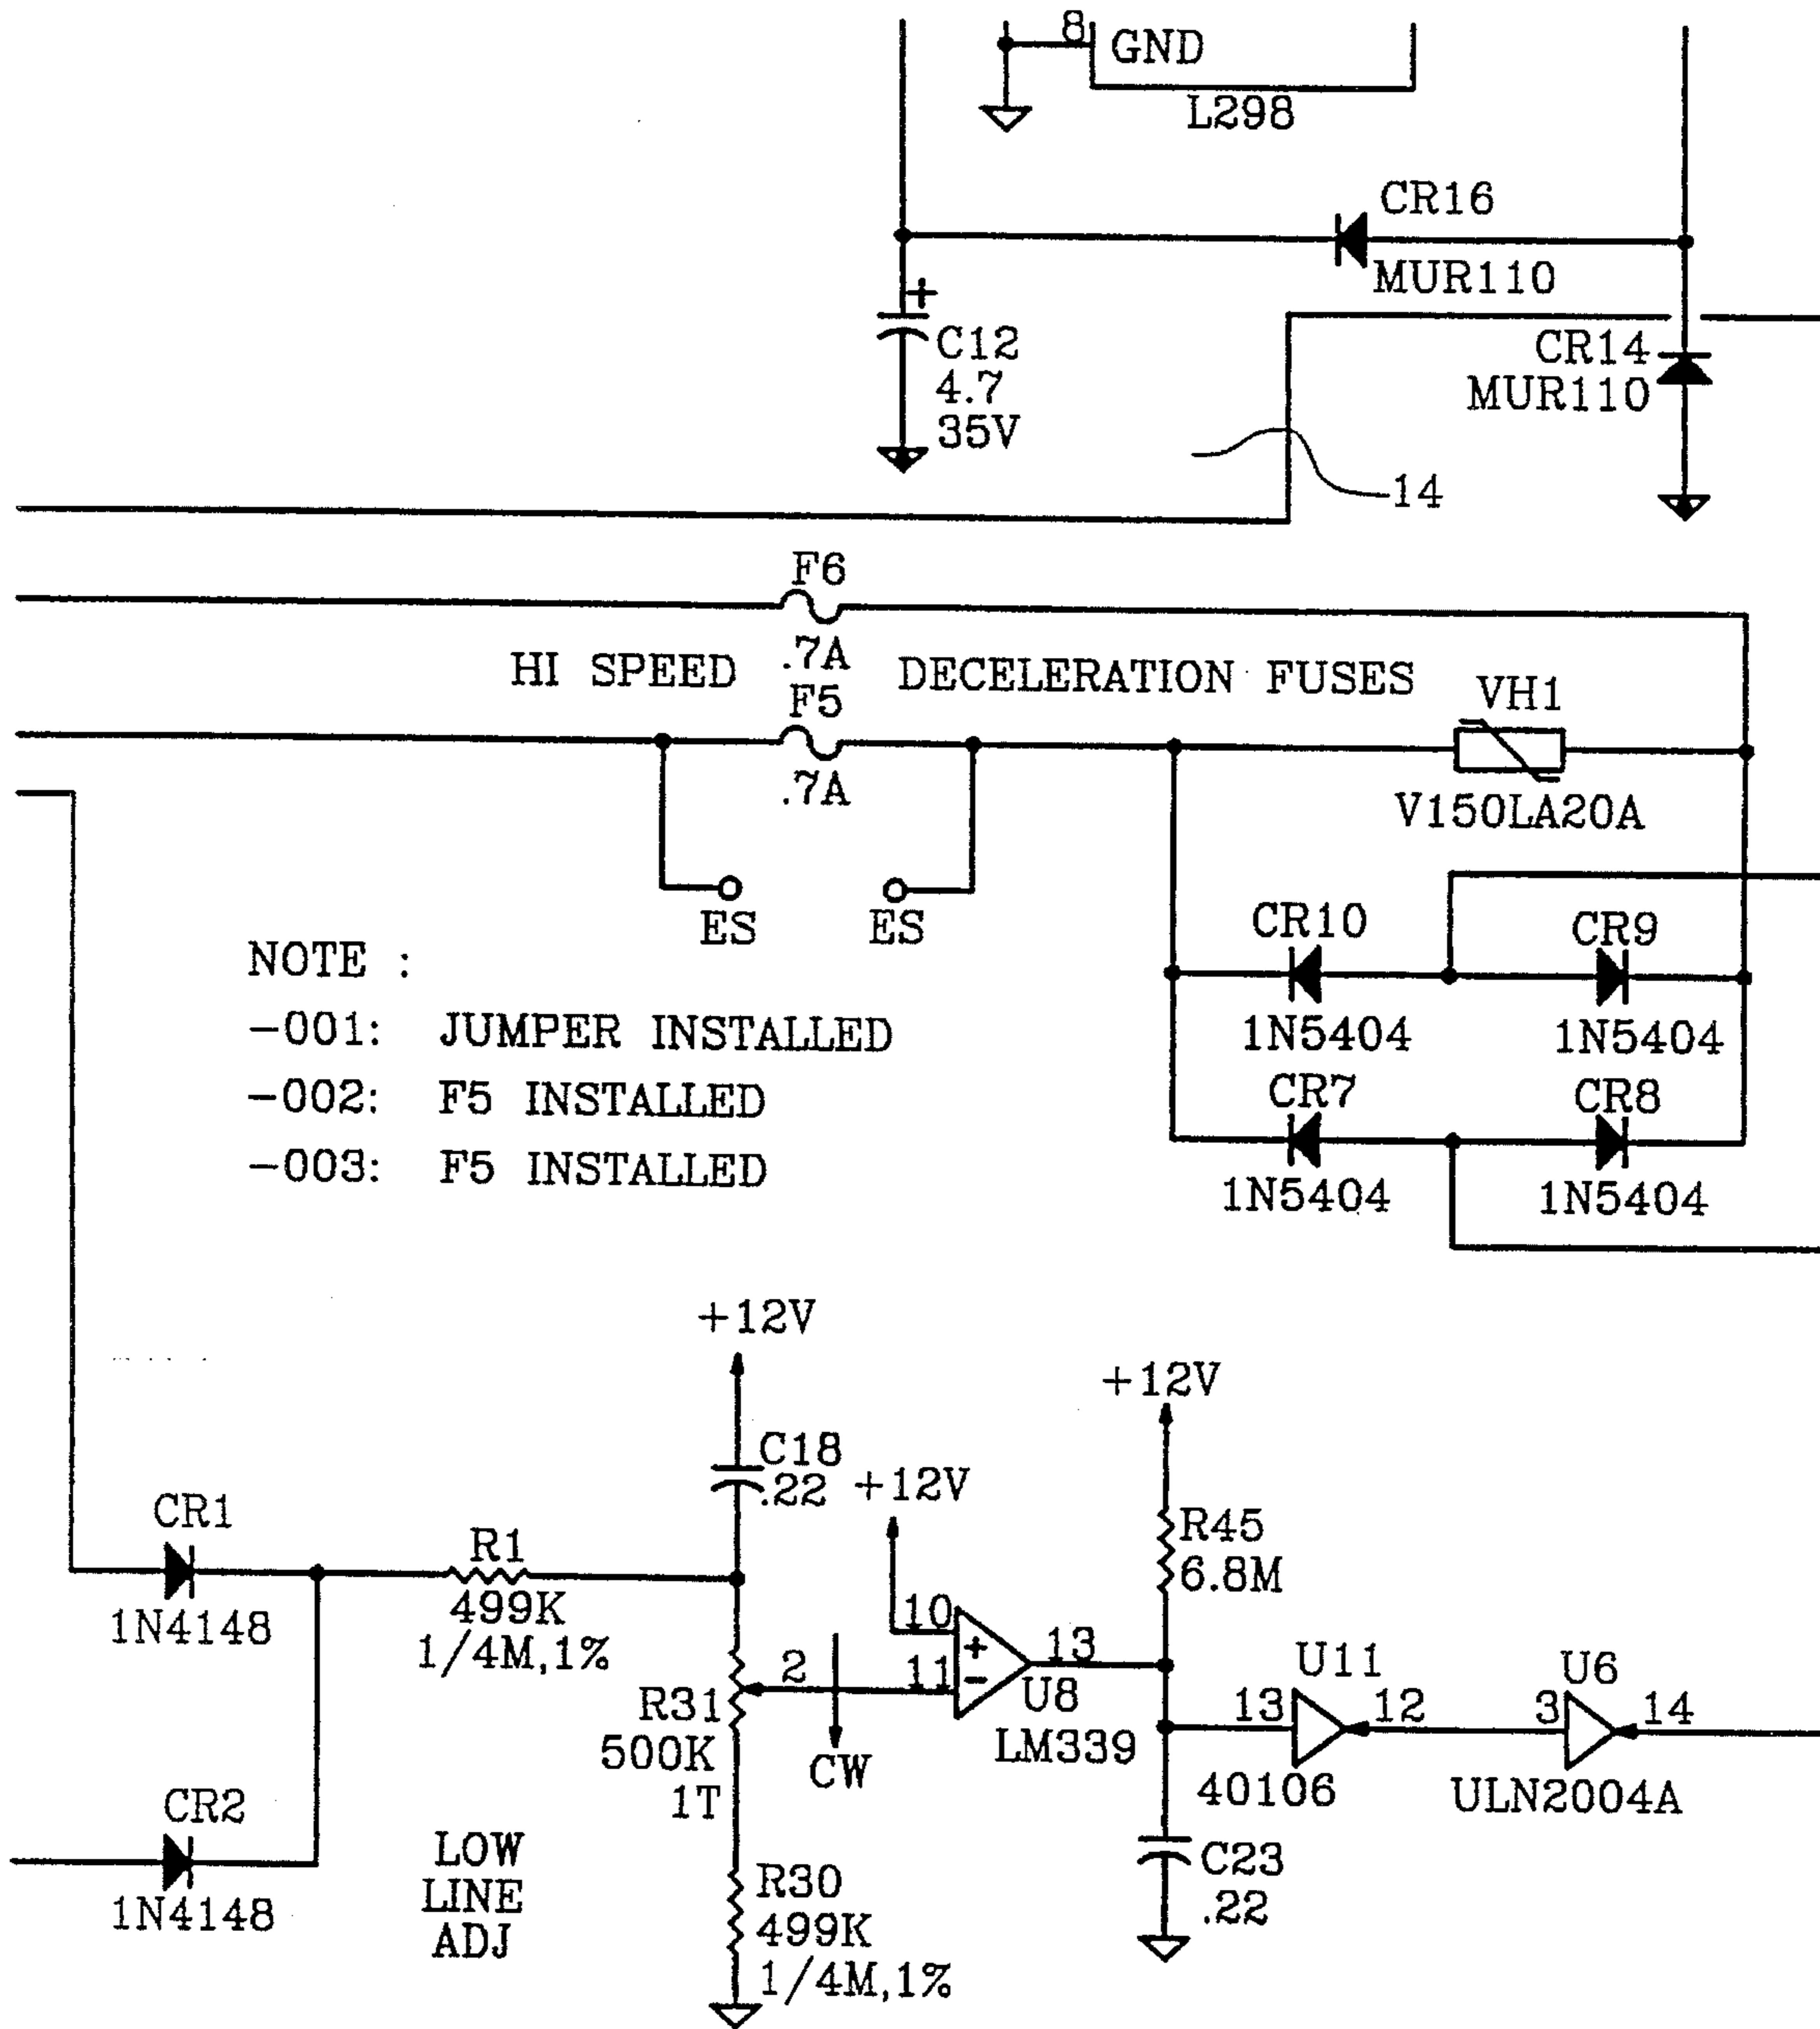 8
GND
L298
CR16
MUR110
C12
4.7
35V
CR14
MUR110
14
F6
.7A
HI SPEED DECELERATION FUSES
F5
.7A
VH1
V150LA20A
ES ES
CR10
1N5404
CR9
1N5404
NOTE :
-001: JUMPER INSTALLED
-002: F5 INSTALLED
-003: F5 INSTALLED
CR7
1N5404
CR8
1N5404
+12V
C18
.22
+12V
+12V
R45
6.8M
CR1
1N4148
R1
499K
1/4M,1%
10
+
11
-
13
U8
LM339
2
CW
R31
500K
1T
U11
13
12
40106
U6
3
14
ULN2004A
CR2
1N4148
LOW
LINE
ADJ
R30
499K
1/4M,1%
C23
.22